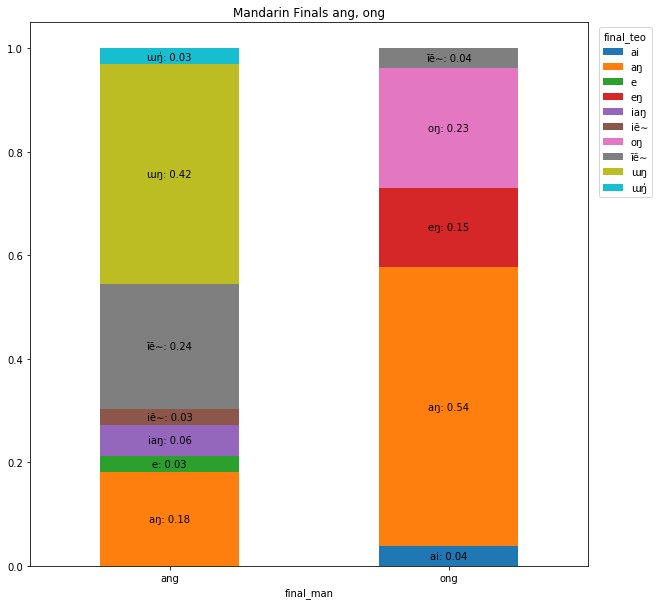 Mandarin Finals ang, ong
1.0
0.8
0.6
0.4
0.2
0.0
ɯŋ̍: 0.03
ɯŋ: 0.42
ĩẽ~: 0.24
iẽ~: 0.03
iaŋ: 0.06
e: 0.03
aŋ: 0.18
ĩẽ~: 0.04
oŋ: 0.23
eŋ: 0.15
aŋ: 0.54
ai: 0.04
ang
ong
final_man
final_teo
ai
aŋ
e
eŋ
iaŋ
iẽ~
oŋ
ĩẽ~
ɯŋ
ɯŋ̍